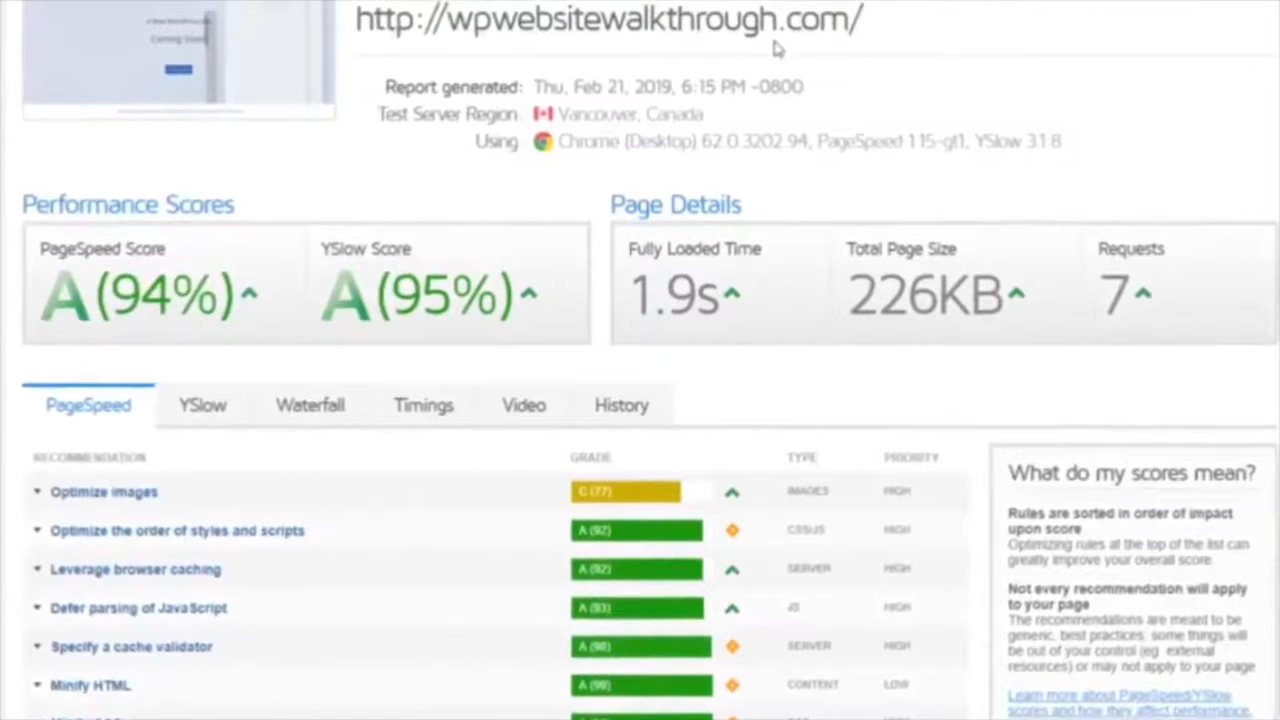 http://wpwebsitewalkthrough.com/
Coming Soon
Report generated: Thu, Feb 21, 2019, 6:15 PM -0800
Test Server Region: Vancouver, Canada
Using: Chrome (Desktop) 62.0.3202.94, PageSpeed 1.15-gt1, YSlow 3.1.8
Performance Scores
Page Details
PageSpeed Score
YSlow Score
Fully Loaded Time
Total Page Size
Requests
A(94%)
A(95%)
1.9s
226KB
7
PageSpeed YSlow Waterfall Timings Video History
RECOMMENDATION GRADE TYPE PRIORITY
Optimize images C (77) IMAGES HIGH
Optimize the order of styles and scripts A (92) CSS/JS HIGH
Leverage browser caching A (92) SERVER HIGH
Defer parsing of JavaScript A (93) JS HIGH
Specify a cache validator A (98) SERVER HIGH
Minify HTML A (99) CONTENT LOW
What do my scores mean?
Rules are sorted in order of impact
upon score
Optimizing rules at the top of the list can
greatly improve your overall score.
Not every recommendation will apply
to your page
The recommendations are meant to be
generic, best practices; some things will
be out of your control (eg. external
resources) or may not apply to your page
Learn more about PageSpeed/YSlow
scores and how they affect performance.